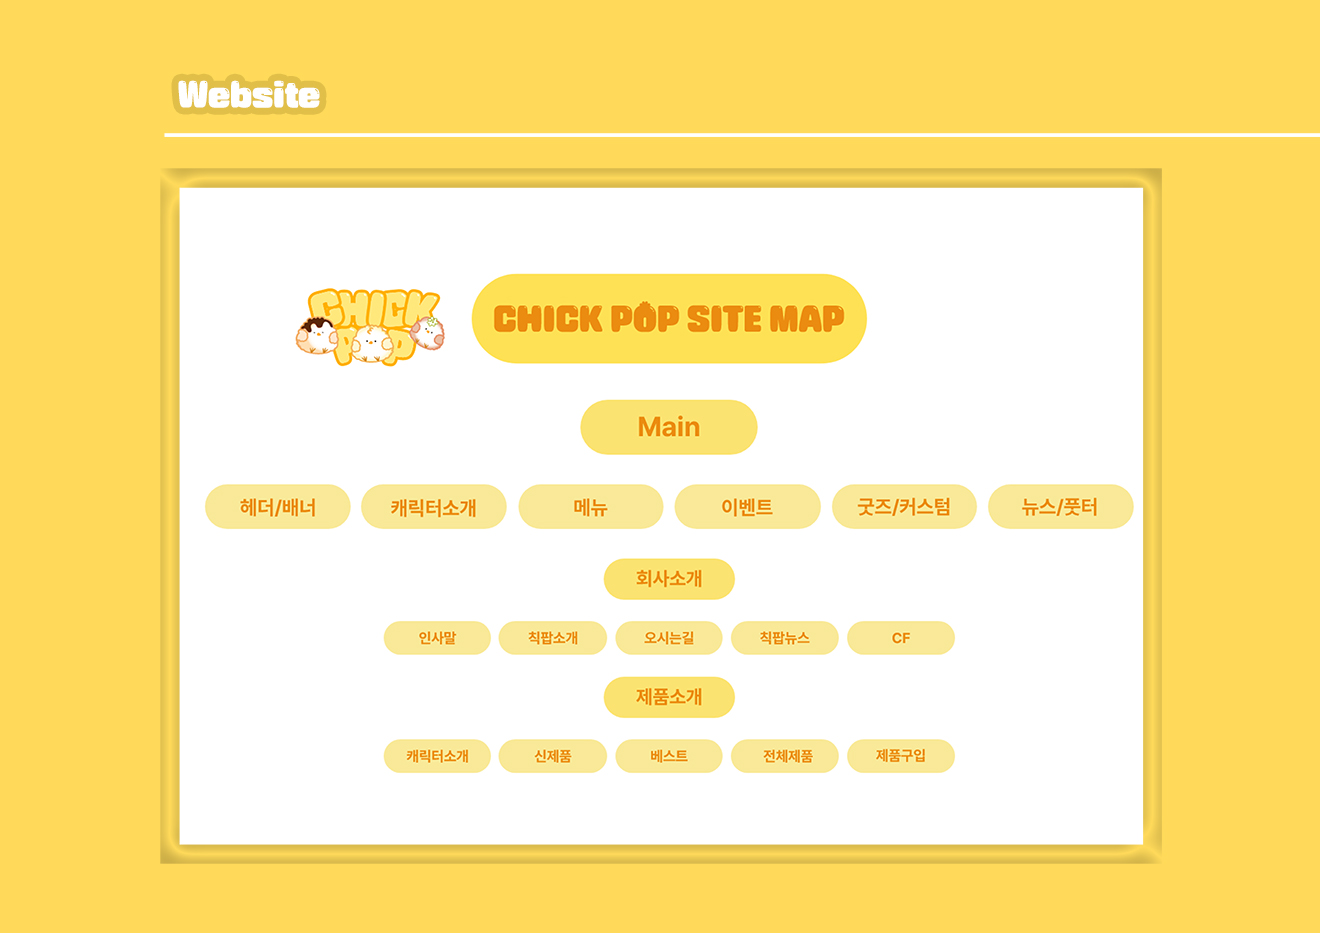 Website
CHICK
POP
CHICK POP SITE MAP
Main
헤더/배너 캐릭터소개 메뉴 이벤트 굿즈/커스텀 뉴스/풋터
회사소개
인사말 칙팝소개 오시는길 칙팝뉴스 CF
제품소개
캐릭터소개 신제품 베스트 전체제품 제품구입